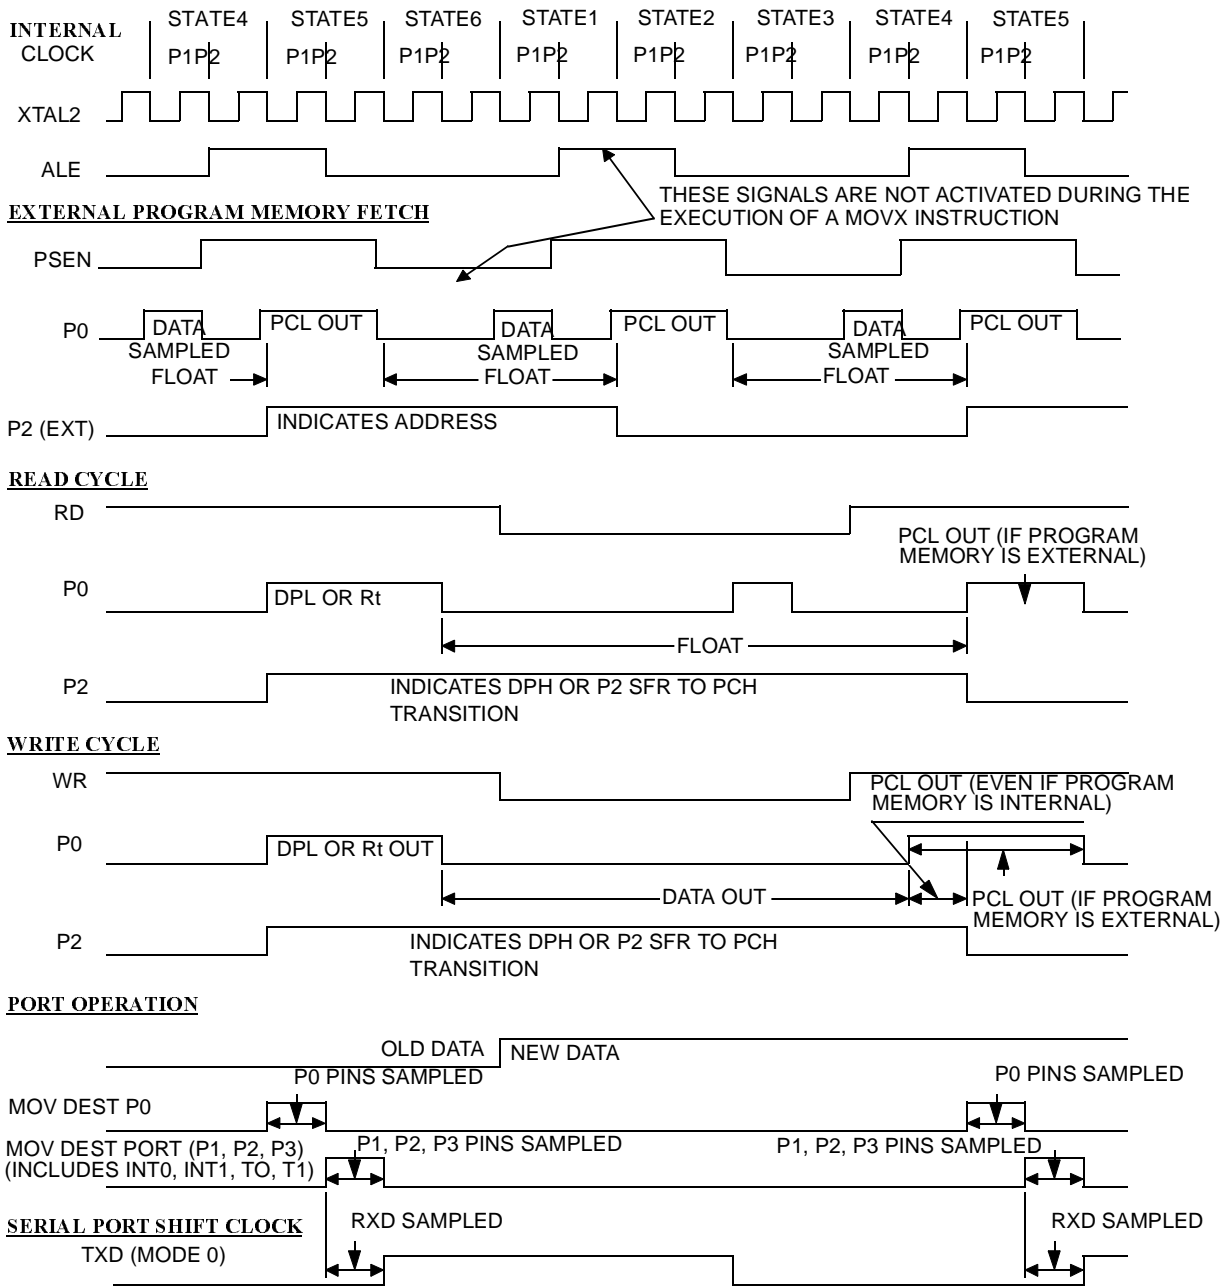 INTERNAL
CLOCK
STATE4 STATE5 STATE6 STATE1 STATE2 STATE3 STATE4 STATE5
P1P2 P1P2 P1P2 P1P2 P1P2 P1P2 P1P2 P1P2
XTAL2
ALE
THESE SIGNALS ARE NOT ACTIVATED DURING THE
EXECUTION OF A MOVX INSTRUCTION
EXTERNAL PROGRAM MEMORY FETCH
PSEN
P0
DATA
SAMPLED
FLOAT
PCL OUT
DATA
SAMPLED
FLOAT
PCL OUT
DATA
SAMPLED
FLOAT
PCL OUT
P2 (EXT)
INDICATES ADDRESS
READ CYCLE
RD
PCL OUT (IF PROGRAM
MEMORY IS EXTERNAL)
P0
DPL OR Rt
FLOAT
P2
INDICATES DPH OR P2 SFR TO PCH
TRANSITION
WRITE CYCLE
WR
PCL OUT (EVEN IF PROGRAM
MEMORY IS INTERNAL)
P0
DPL OR Rt OUT
DATA OUT
PCL OUT (IF PROGRAM
MEMORY IS EXTERNAL)
P2
INDICATES DPH OR P2 SFR TO PCH
TRANSITION
PORT OPERATION
OLD DATA NEW DATA
P0 PINS SAMPLED
P0 PINS SAMPLED
MOV DEST P0
MOV DEST PORT (P1, P2, P3)
(INCLUDES INT0, INT1, TO, T1)
P1, P2, P3 PINS SAMPLED
P1, P2, P3 PINS SAMPLED
SERIAL PORT SHIFT CLOCK
TXD (MODE 0)
RXD SAMPLED
RXD SAMPLED